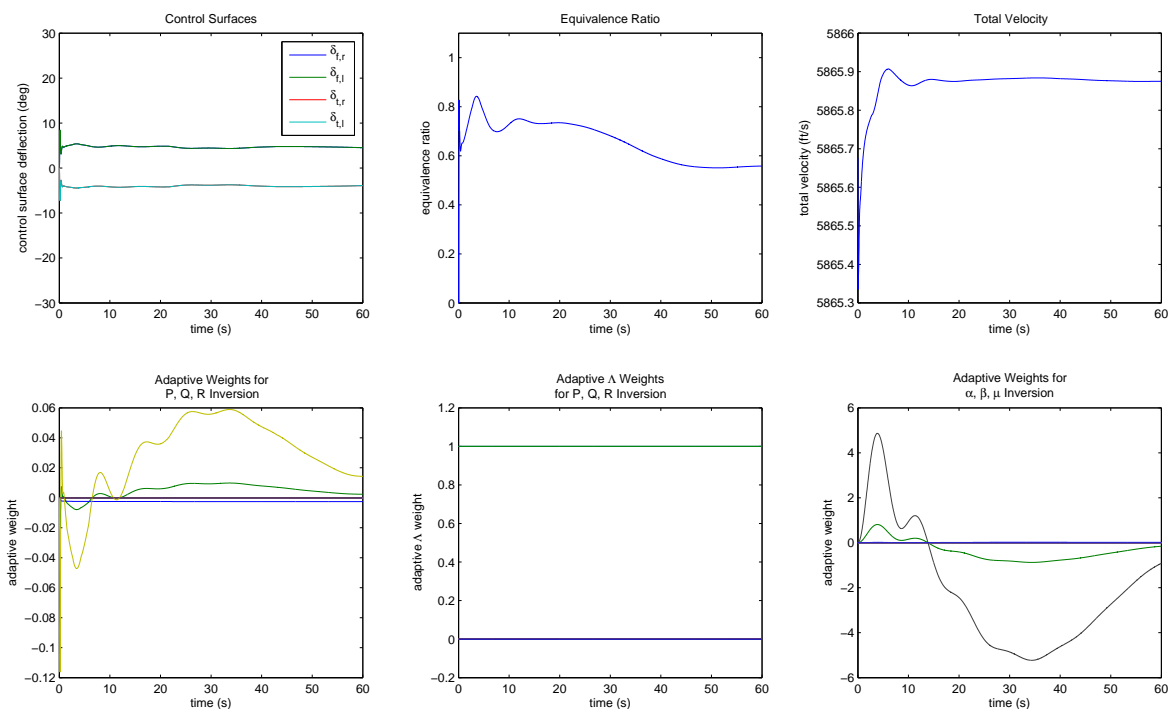 Control Surfaces
30
20
10
0
−10
−20
−30
0 10 20 30 40 50 60
time (s)
control surface deflection (deg)
δf,r
δf,l
δt,r
δt,l
Equivalence Ratio
1
0.8
0.6
0.4
0.2
0
0 10 20 30 40 50 60
time (s)
equivalence ratio
Total Velocity
5866
5865.9
5865.8
5865.7
5865.6
5865.5
5865.4
5865.3
0 10 20 30 40 50 60
time (s)
total velocity (ft/s)
Adaptive Weights for
P, Q, R Inversion
0.06
0.04
0.02
0
−0.02
−0.04
−0.06
−0.08
−0.1
−0.12
0 10 20 30 40 50 60
time (s)
adaptive weight
Adaptive Λ Weights
for P, Q, R Inversion
1.2
1
0.8
0.6
0.4
0.2
0
−0.2
0 10 20 30 40 50 60
time (s)
adaptive Λ weight
Adaptive Weights for
α, β, μ Inversion
6
4
2
0
−2
−4
−6
0 10 20 30 40 50 60
time (s)
adaptive weight